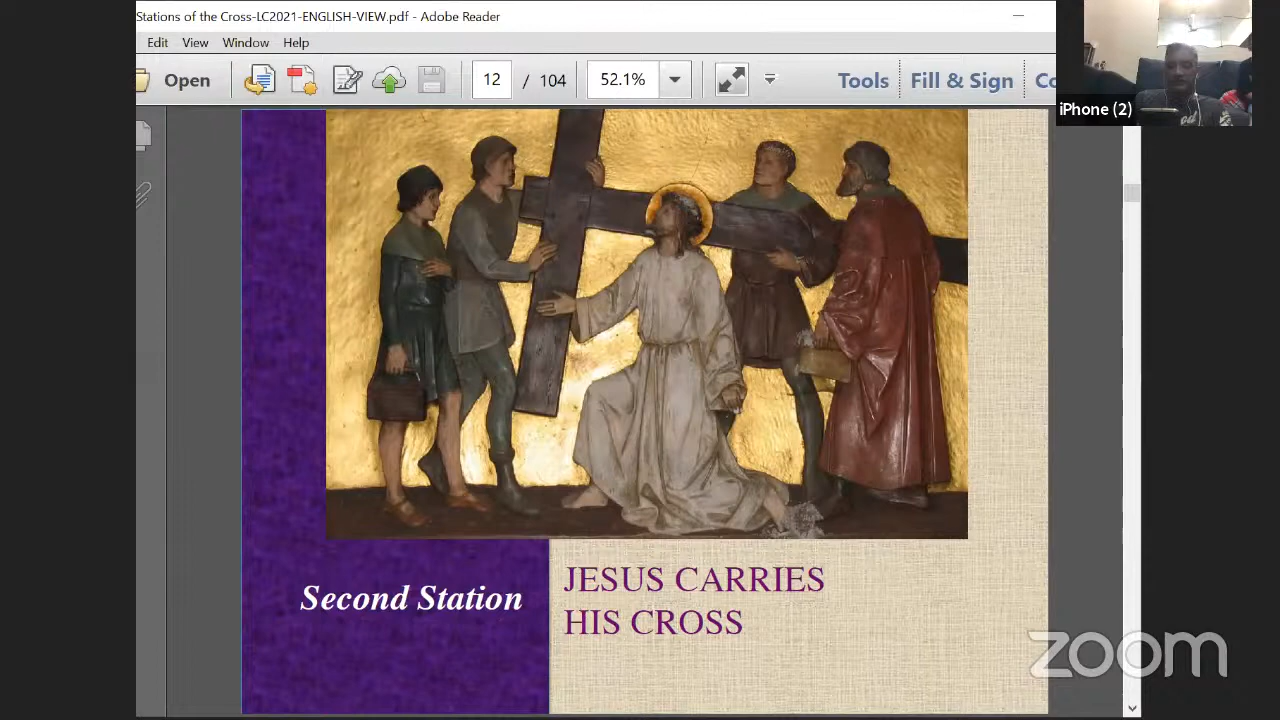 Stations of the Cross-LC2021-ENGLISH-VIEW.pdf - Adobe Reader
Edit View Window Help
Open 12 / 104 52.1% Tools Fill & Sign Co
iPhone (2)
Second Station
JESUS CARRIES
HIS CROSS
zoom